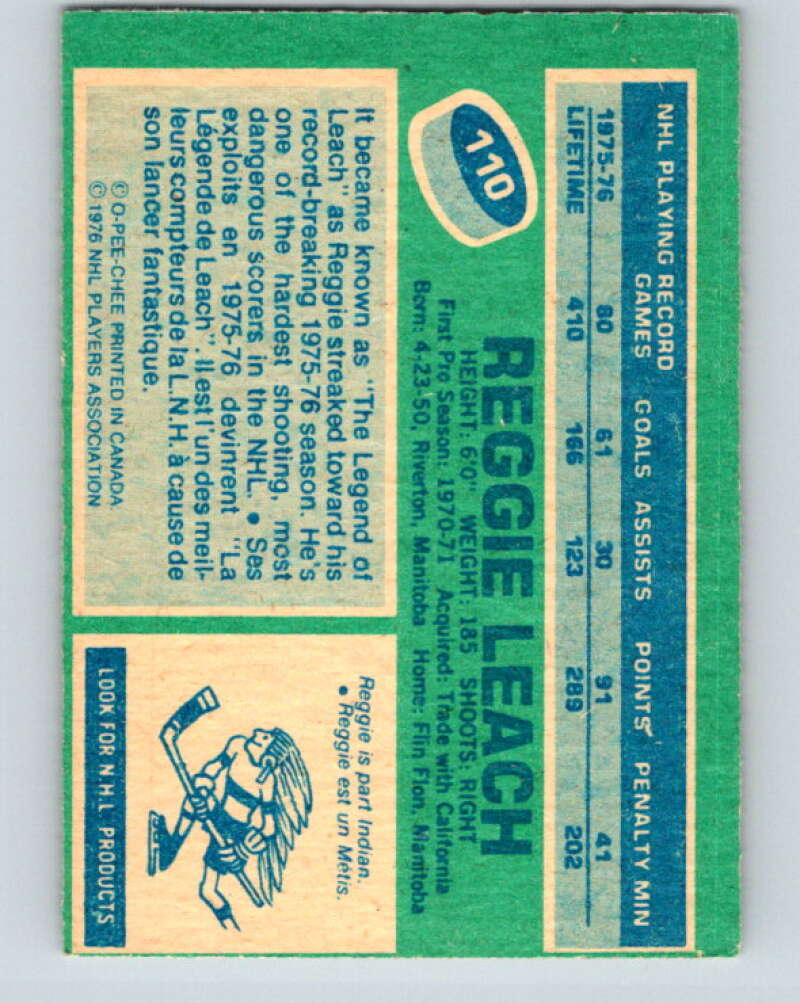 NHL PLAYING RECORD
GAMES GOALS ASSISTS POINTS PENALTY MIN
1975-76 80 61 30 91 41
LIFETIME 410 166 123 289 202
110
REGGIE LEACH
HEIGHT: 6'0" WEIGHT: 185 SHOOTS: RIGHT
First Pro Season: 1970-71 Acquired: Trade with California
Born: 4-23-50, Riverton, Manitoba Home: Flin Flon, Manitoba
It became known as "The Legend of
Leach" as Reggie streaked toward his
record-breaking 1975-76 season. He's
one of the hardest shooting, most
dangerous scorers in the NHL. • Ses
exploits en 1975-76 devinrent "La
Légende de Leach". Il est l'un des meil-
leurs compteurs de la L.N.H. à cause de
son lancer fantastique.
© O-PEE-CHEE PRINTED IN CANADA
© 1976 NHL PLAYERS ASSOCIATION
Reggie is part Indian.
• Reggie est un Métis.
LOOK FOR N.H.L. PRODUCTS